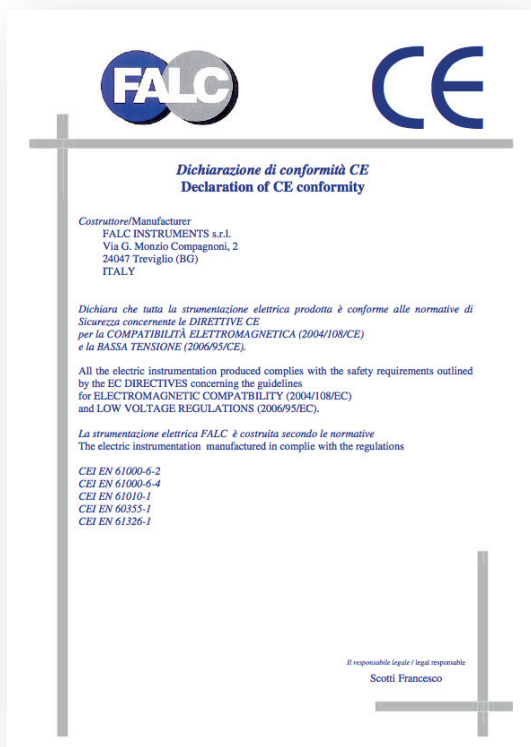 FALC
CE
Dichiarazione di conformità CE
Declaration of CE conformity
Costruttore/Manufacturer
FALC INSTRUMENTS s.r.l.
Via G. Monzio Compagnoni, 2
24047 Treviglio (BG)
ITALY
Dichiara che tutta la strumentazione elettrica prodotta è conforme alle normative di
Sicurezza concernente le DIRETTIVE CE
per la COMPATIBILITÀ ELETTROMAGNETICA (2004/108/CE)
e la BASSA TENSIONE (2006/95/CE).
All the electric instrumentation produced complies with the safety requirements outlined
by the EC DIRECTIVES concerning the guidelines
for ELECTROMAGNETIC COMPATBILITY (2004/108/EC)
and LOW VOLTAGE REGULATIONS (2006/95/EC).
La strumentazione elettrica FALC è costruita secondo le normative
The electric instrumentation manufactured in complie with the regulations
CEI EN 61000-6-2
CEI EN 61000-6-4
CEI EN 61010-1
CEI EN 60355-1
CEI EN 61326-1
Il responsabile legale / legal responsable
Scotti Francesco